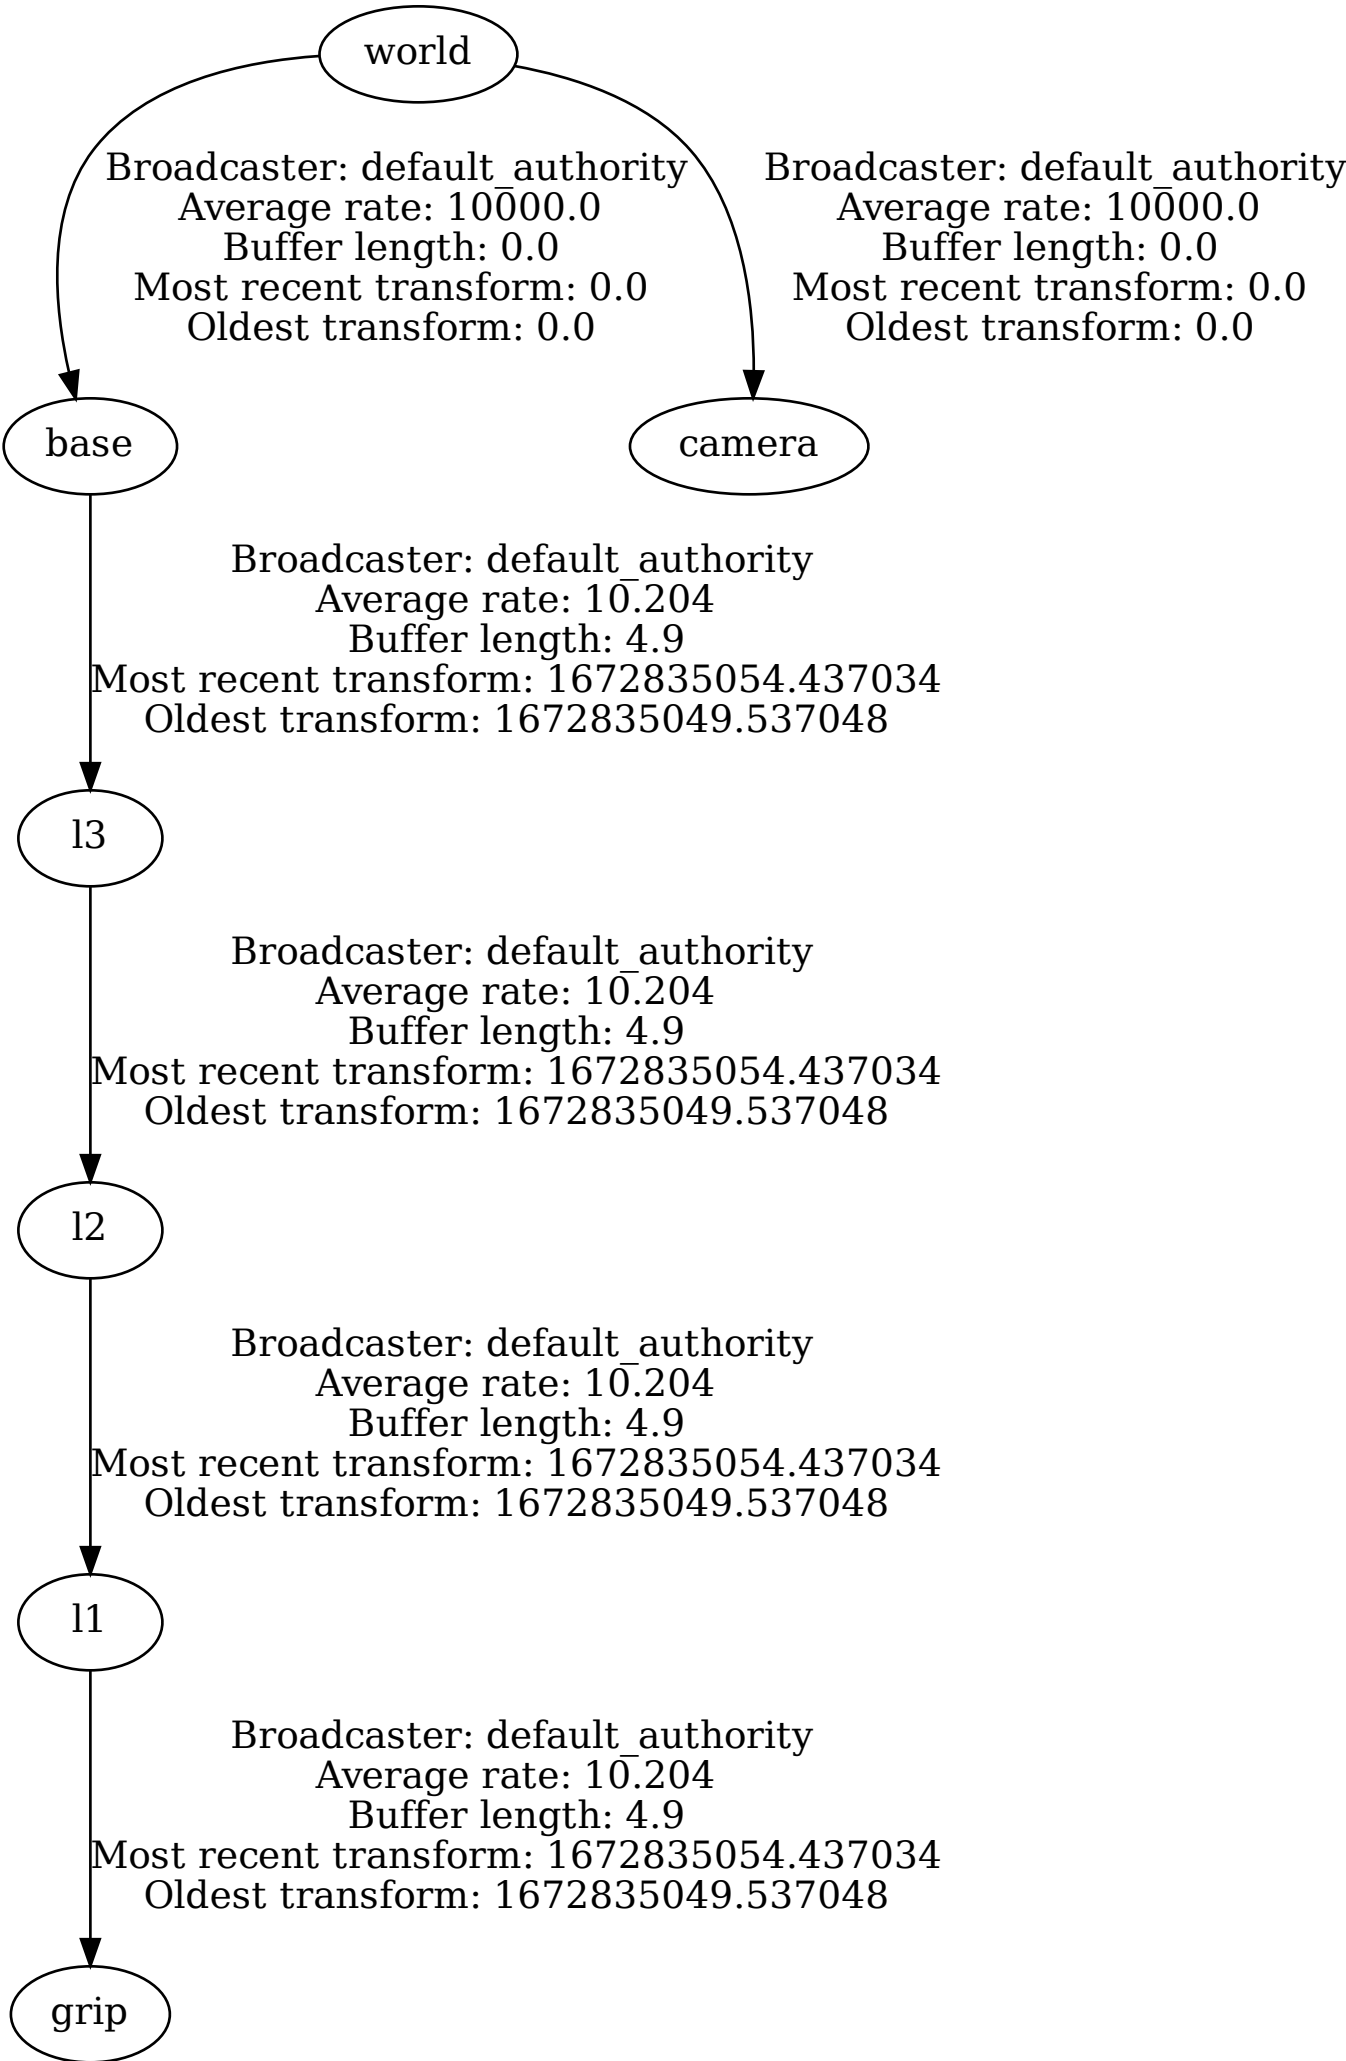 world
Broadcaster: default_authority
Average rate: 10000.0
Buffer length: 0.0
Most recent transform: 0.0
Oldest transform: 0.0
Broadcaster: default_authority
Average rate: 10000.0
Buffer length: 0.0
Most recent transform: 0.0
Oldest transform: 0.0
base
camera
Broadcaster: default_authority
Average rate: 10.204
Buffer length: 4.9
Most recent transform: 1672835054.437034
Oldest transform: 1672835049.537048
l3
Broadcaster: default_authority
Average rate: 10.204
Buffer length: 4.9
Most recent transform: 1672835054.437034
Oldest transform: 1672835049.537048
l2
Broadcaster: default_authority
Average rate: 10.204
Buffer length: 4.9
Most recent transform: 1672835054.437034
Oldest transform: 1672835049.537048
l1
Broadcaster: default_authority
Average rate: 10.204
Buffer length: 4.9
Most recent transform: 1672835054.437034
Oldest transform: 1672835049.537048
grip